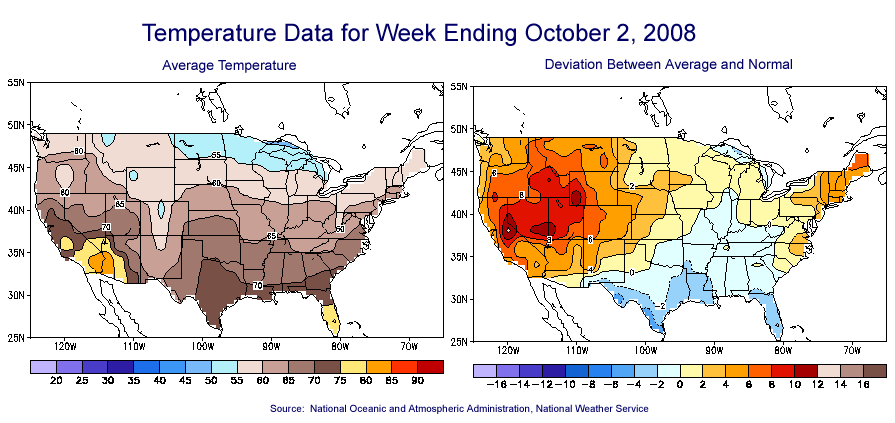 Temperature Data for Week Ending October 2, 2008
Average Temperature
Deviation Between Average and Normal
55N
50N
45N
40N
35N
30N
25N
120W 110W 100W 90W 80W 70W
60
55
60
60
65
60
65
70
75
70
20 25 30 35 40 45 50 55 60 65 70 75 80 85 90
55N
50N
45N
40N
35N
30N
25N
120W 110W 100W 90W 80W 70W
6
2
8
8
6
4
0
-2
-16 -14 -12 -10 -8 -6 -4 -2 0 2 4 6 8 10 12 14 16
Source: National Oceanic and Atmospheric Administration, National Weather Service